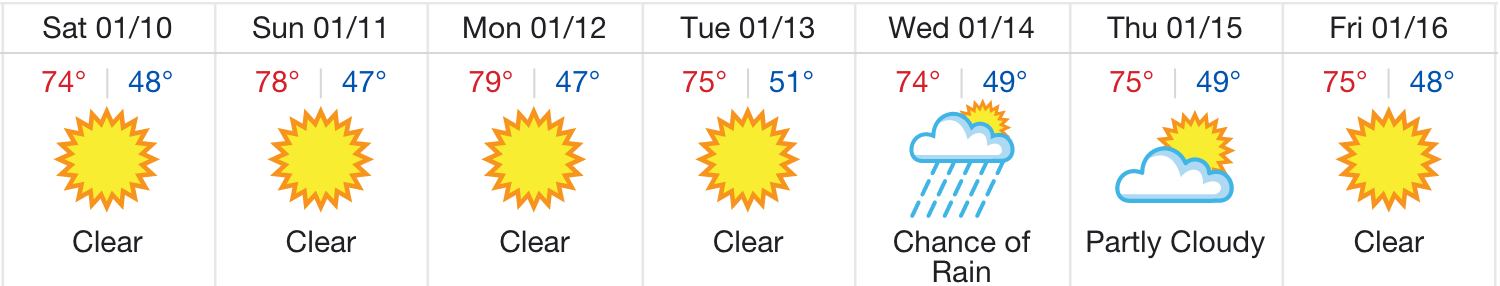 Sat 01/10 Sun 01/11 Mon 01/12 Tue 01/13 Wed 01/14 Thu 01/15 Fri 01/16
74° 48° 78° 47° 79° 47° 75° 51° 74° 49° 75° 49° 75° 48°
Clear Clear Clear Clear Chance of Partly Cloudy Clear
Rain